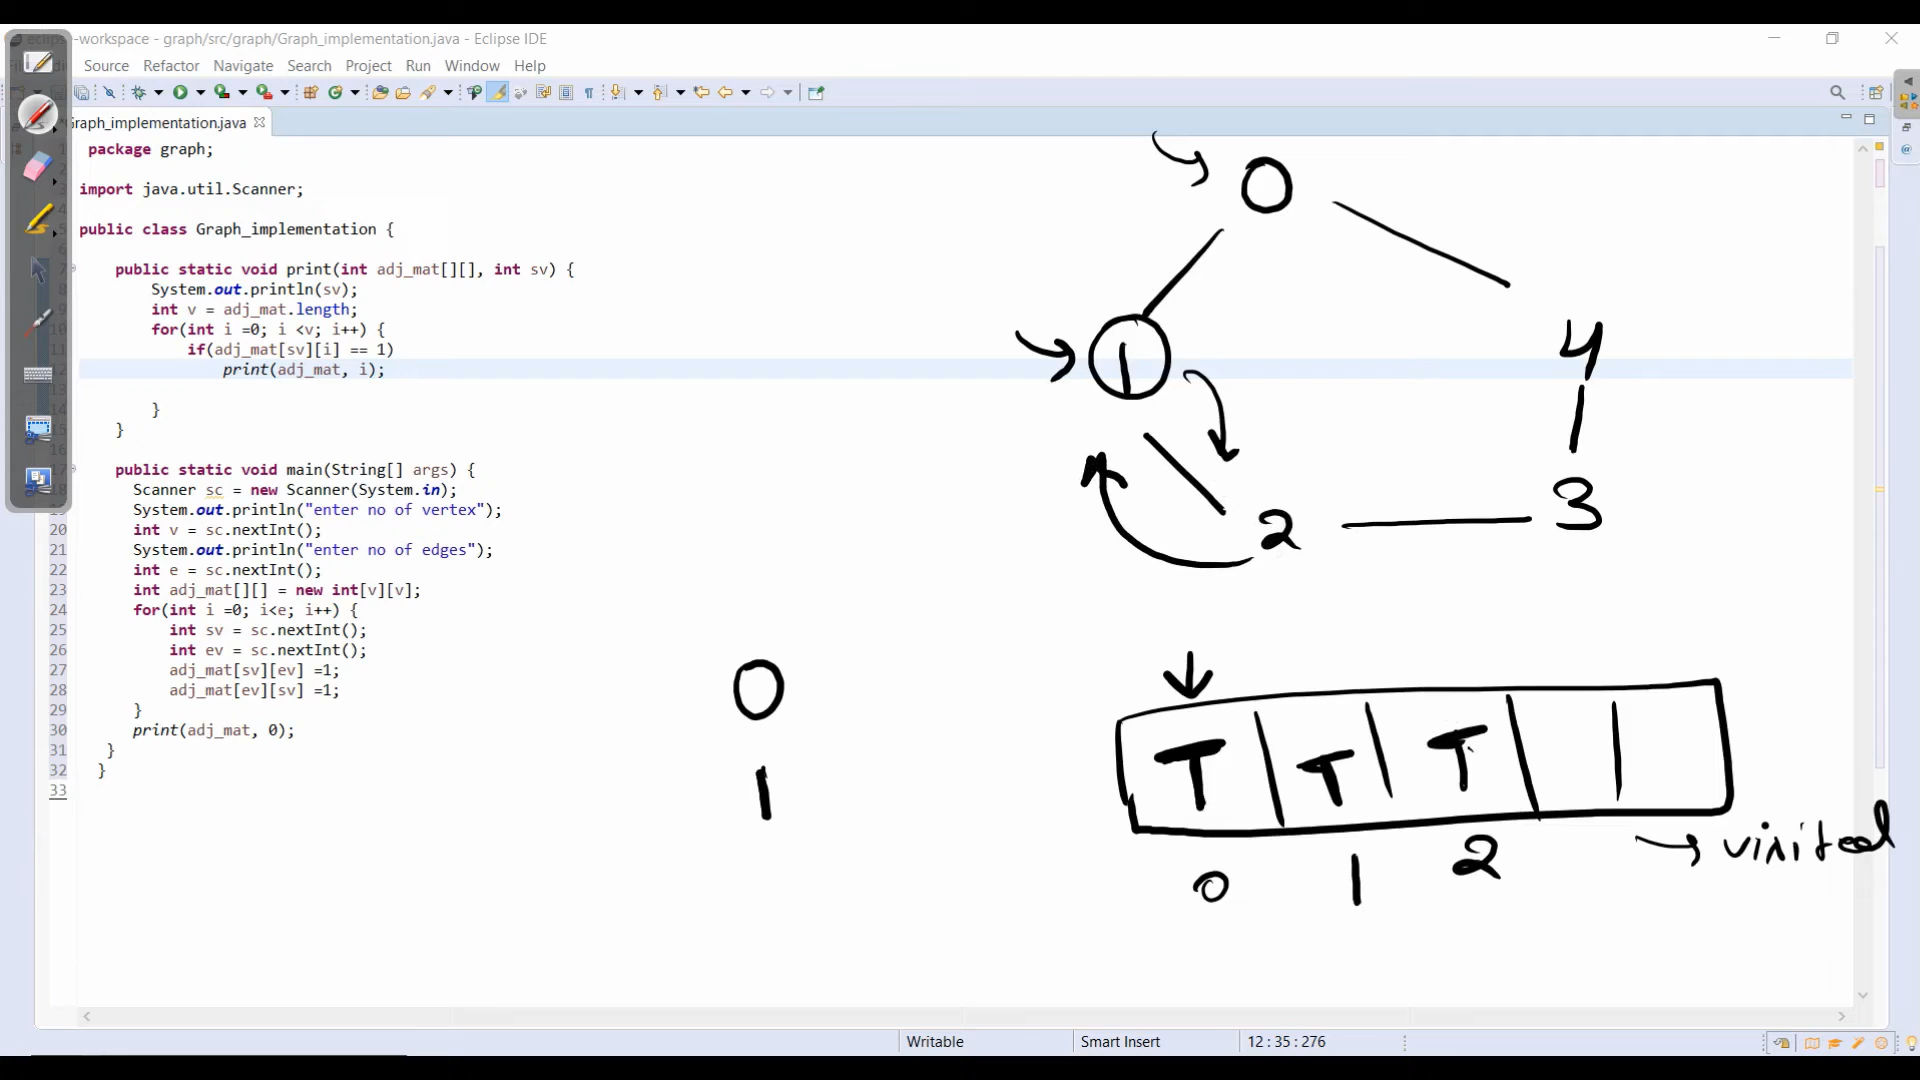 eclipse-workspace - graph/src/graph/Graph_implementation.java - Eclipse IDE
Source Refactor Navigate Search Project Run Window Help
Graph_implementation.java
package graph;
import java.util.Scanner;
public class Graph_implementation {
public static void print(int adj_mat[][], int sv) {
System.out.println(sv);
int v = adj_mat.length;
for(int i =0; i <v; i++) {
if(adj_mat[sv][i] == 1)
print(adj_mat, i);
}
}
public static void main(String[] args) {
Scanner sc = new Scanner(System.in);
System.out.println("enter no of vertex");
20 int v = sc.nextInt();
21 System.out.println("enter no of edges");
22 int e = sc.nextInt();
23 int adj_mat[][] = new int[v][v];
24 for(int i =0; i<e; i++) {
25 int sv = sc.nextInt();
26 int ev = sc.nextInt();
27 adj_mat[sv][ev] =1;
28 adj_mat[ev][sv] =1;
29 }
30 print(adj_mat, 0);
31 }
32 }
33
0
1
0
1
4
2
3
T T T
0 1 2
visited
Writable Smart Insert 12 : 35 : 276